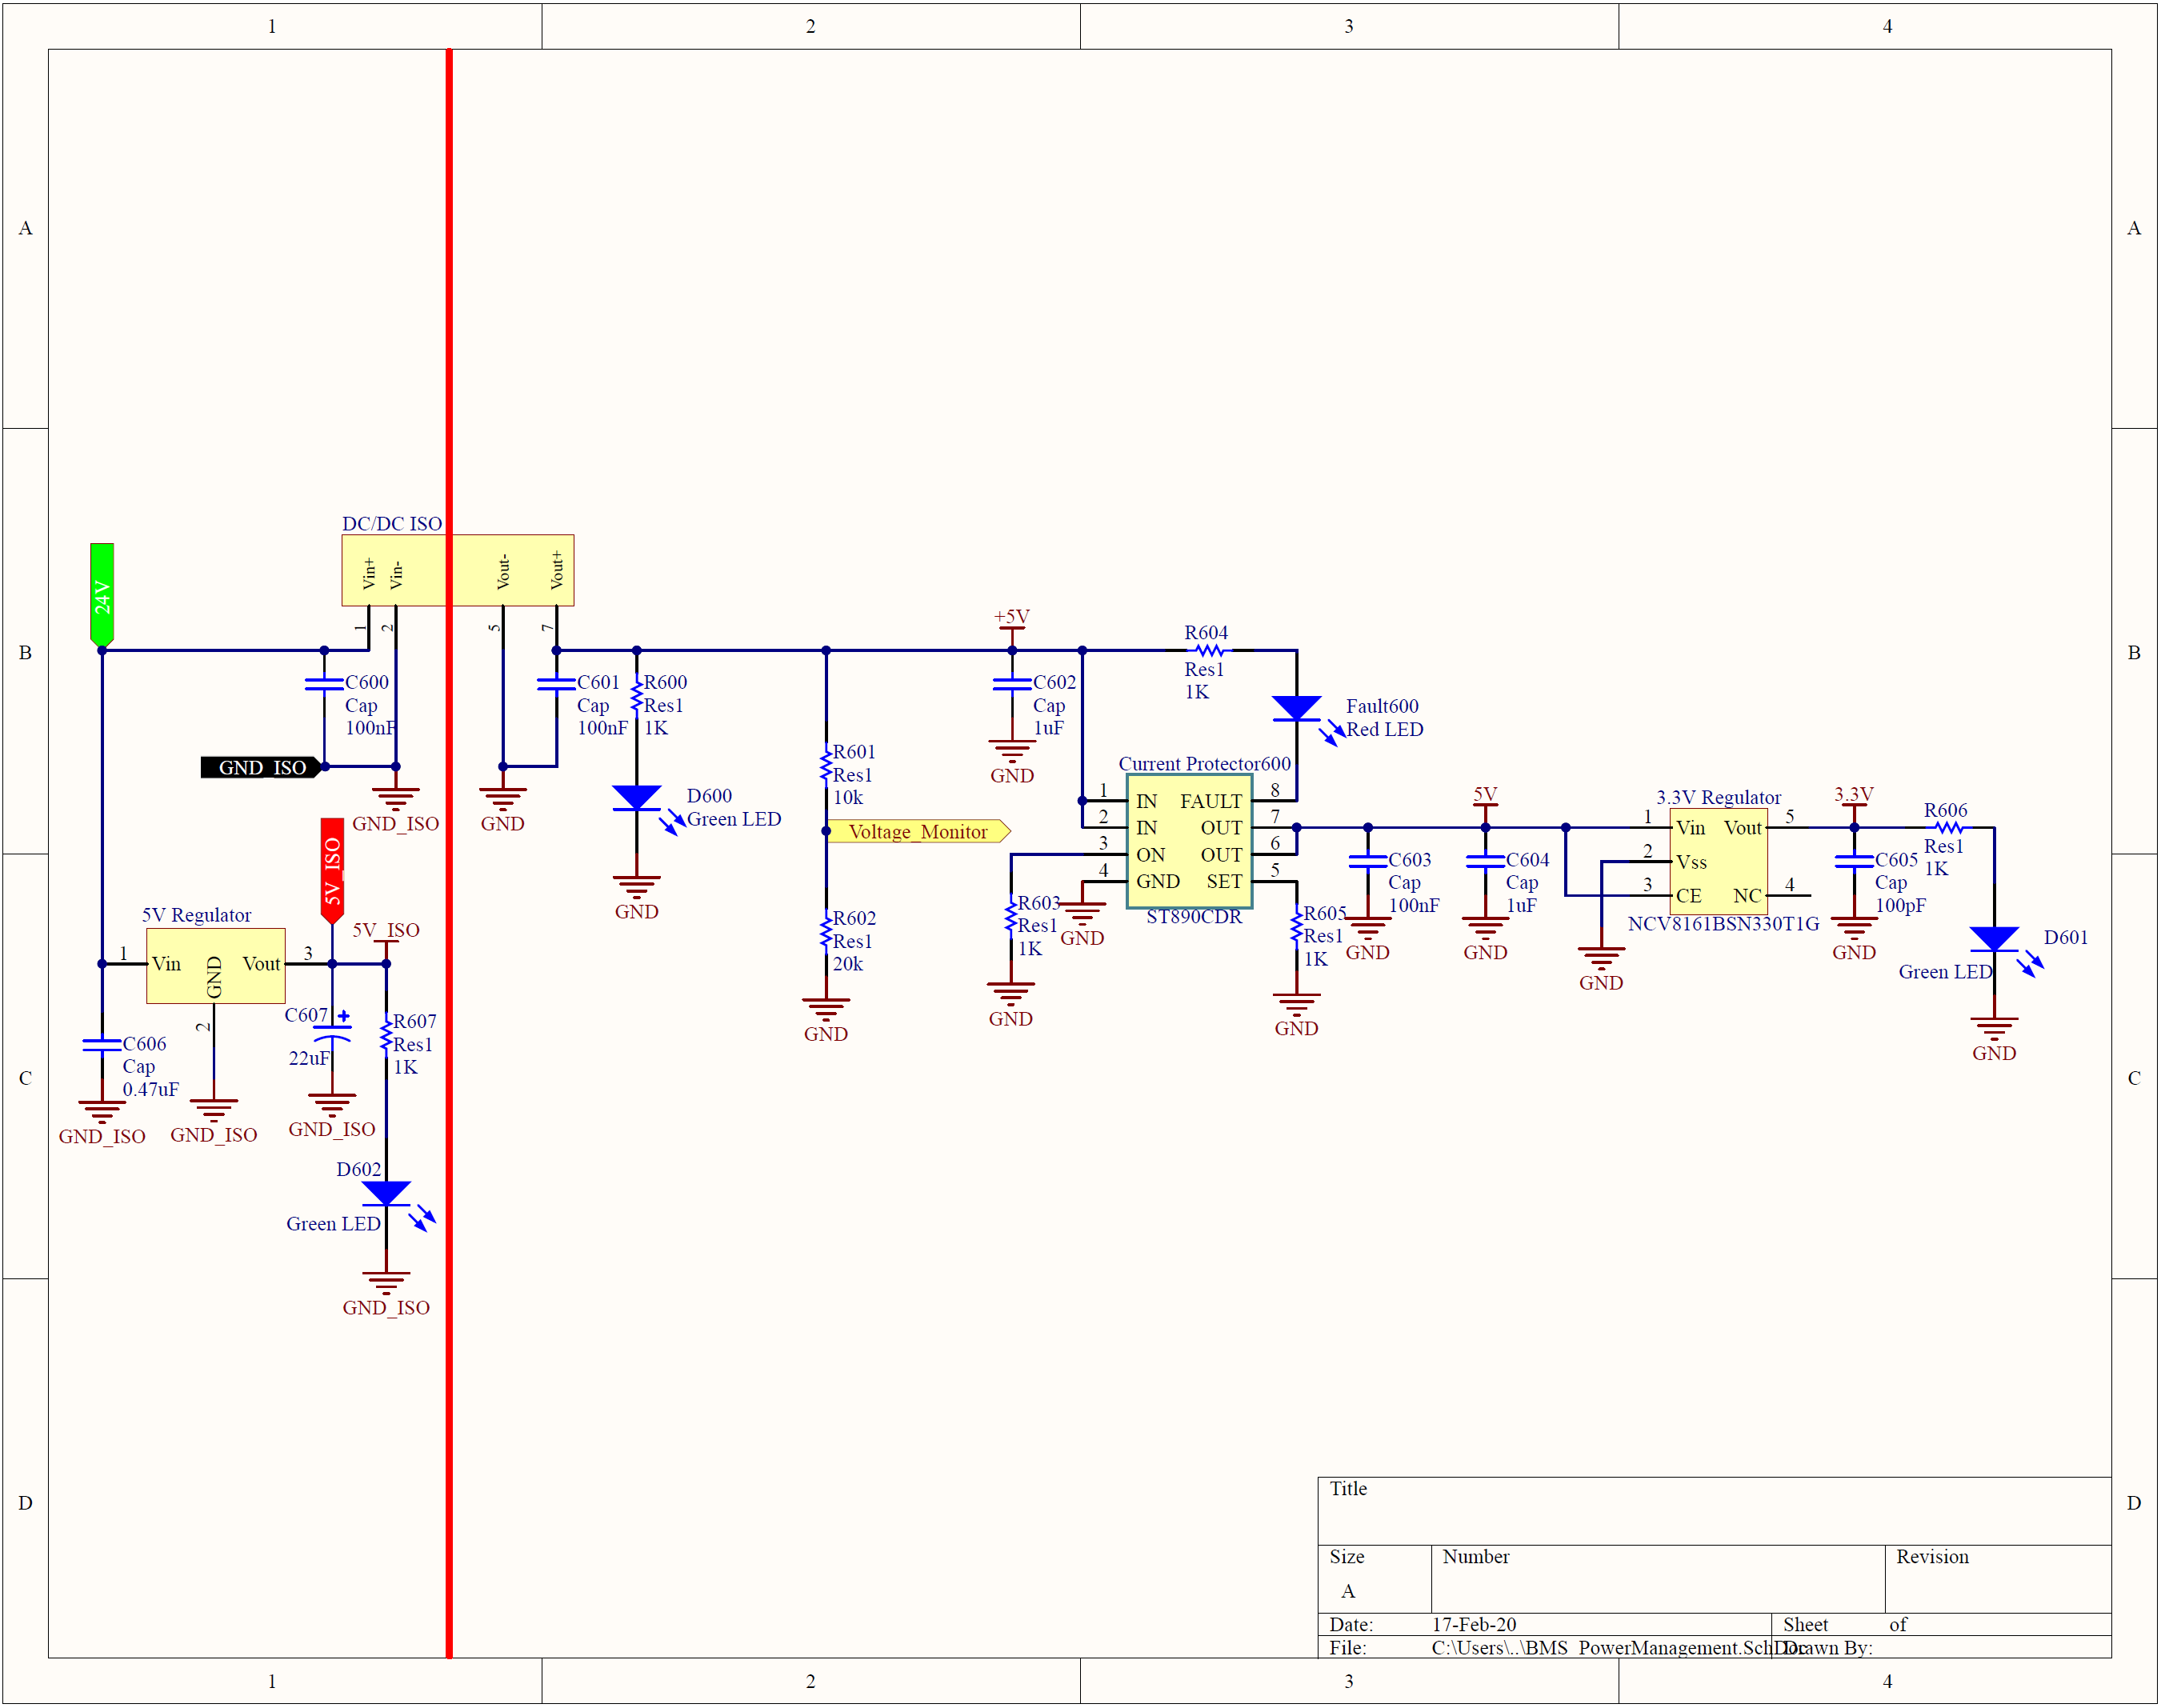 1 2 3 4
A A
B B
C C
D D
1 2 3 4
DC/DC ISO
Vin+
Vin-
Vout-
Vout+
1
2
5
7
24V
C600
Cap
100nF
GND_ISO
GND_ISO
GND
C601
Cap
100nF
R600
Res1
1K
D600
Green LED
GND
R601
Res1
10k
Voltage_Monitor
R602
Res1
20k
GND
+5V
C602
Cap
1uF
GND
R604
Res1
1K
Fault600
Red LED
Current Protector600
1 IN FAULT 8
2 IN OUT 7
3 ON OUT 6
4 GND SET 5
ST890CDR
R603
Res1
1K
GND
GND
R605
Res1
1K
GND
C603
Cap
100nF
GND
5V
C604
Cap
1uF
GND
3.3V Regulator
1 Vin Vout 5
2 Vss
3 CE NC 4
NCV8161BSN330T1G
GND
3.3V
C605
Cap
100pF
GND
R606
Res1
1K
D601
Green LED
GND
5V_ISO
5V Regulator
5V_ISO
1 Vin GND Vout 3
2
C606
Cap
0.47uF
GND_ISO
GND_ISO
C607
22uF
GND_ISO
R607
Res1
1K
D602
Green LED
GND_ISO
Title
Size Number Revision
A
Date: 17-Feb-20 Sheet of
File: C:\Users\..\BMS_PowerManagement.SchDoc Drawn By: